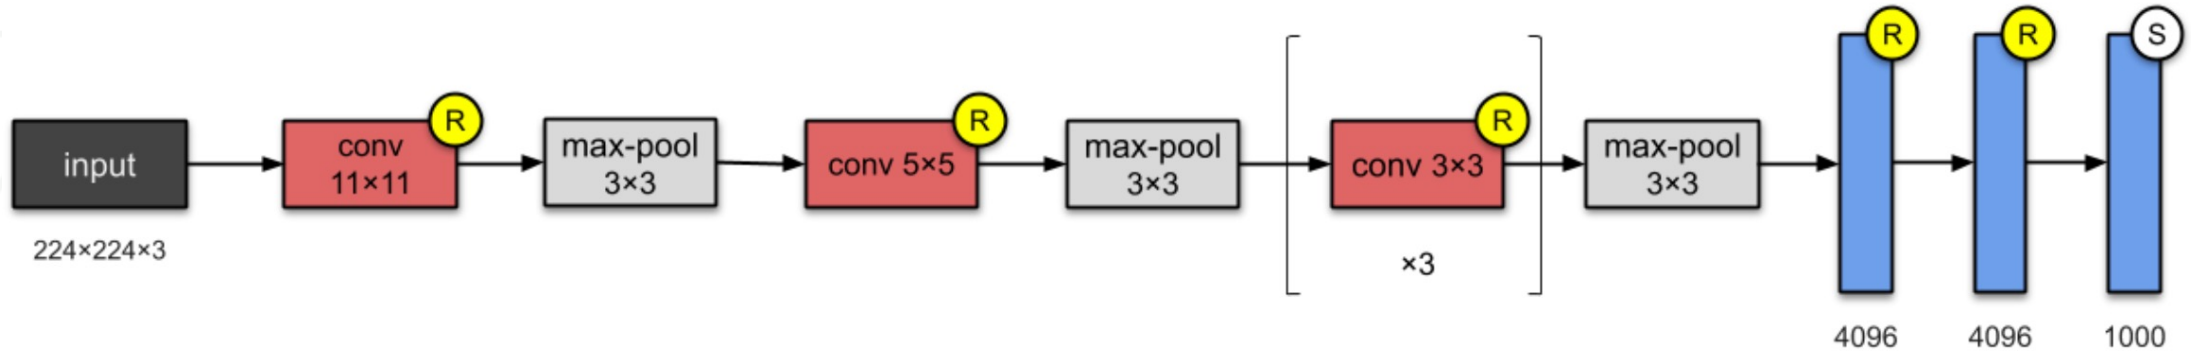 input
224×224×3
conv
11×11
R
max-pool
3×3
conv 5×5
R
max-pool
3×3
conv 3×3
R
×3
max-pool
3×3
R
4096
R
4096
S
1000